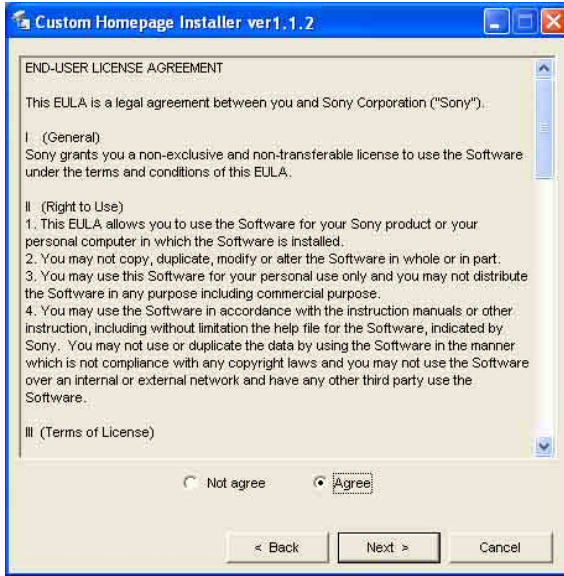 Custom Homepage Installer ver1.1.2
END-USER LICENSE AGREEMENT
This EULA is a legal agreement between you and Sony Corporation ("Sony").
I (General)
Sony grants you a non-exclusive and non-transferable license to use the Software
under the terms and conditions of this EULA.
II (Right to Use)
1. This EULA allows you to use the Software for your Sony product or your
personal computer in which the Software is installed.
2. You may not copy, duplicate, modify or alter the Software in whole or in part.
3. You may use this Software for your personal use only and you may not distribute
the Software in any purpose including commercial purpose.
4. You may use the Software in accordance with the instruction manuals or other
instruction, including without limitation the help file for the Software, indicated by
Sony. You may not use or duplicate the data by using the Software in the manner
which is not compliance with any copyright laws and you may not use the Software
over an internal or external network and have any other third party use the
Software.
III (Terms of License)
Not agree Agree
< Back Next > Cancel